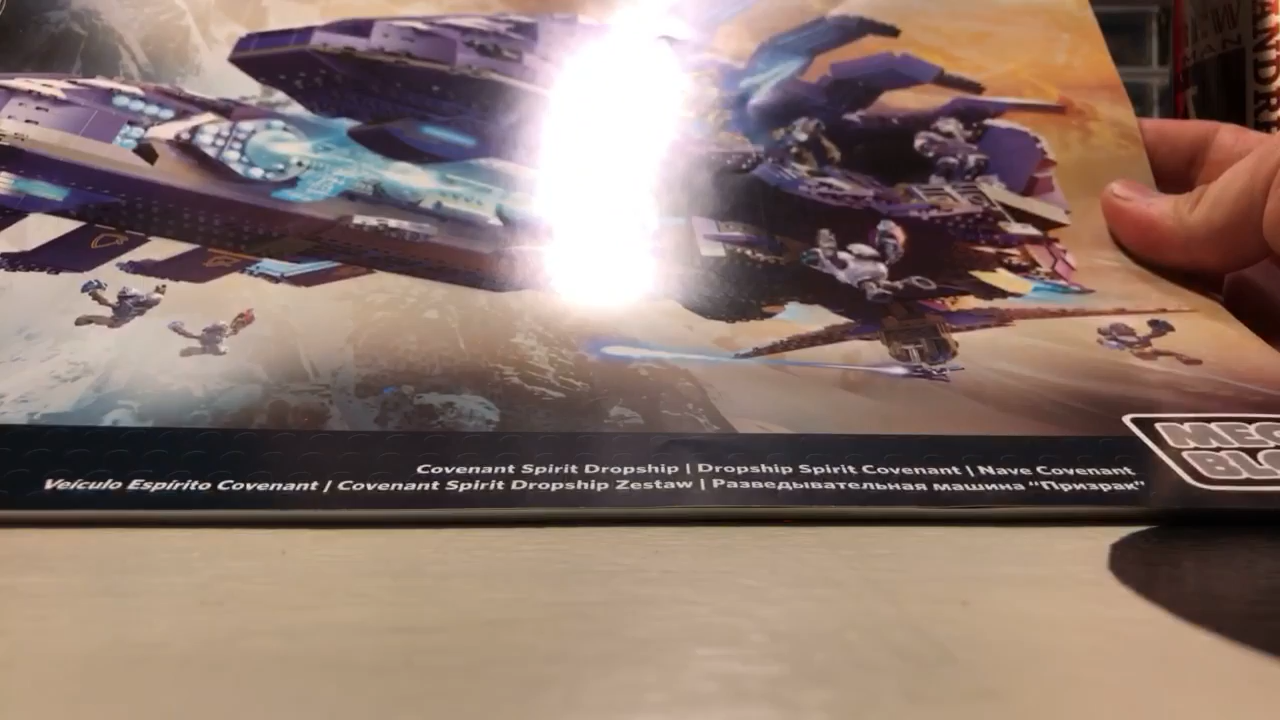 Covenant Spirit Dropship | Dropship Spirit Covenant | Nave Covenant
Veículo Espírito Covenant | Covenant Spirit Dropship Zestaw | Разведывательная машина “Призрак”